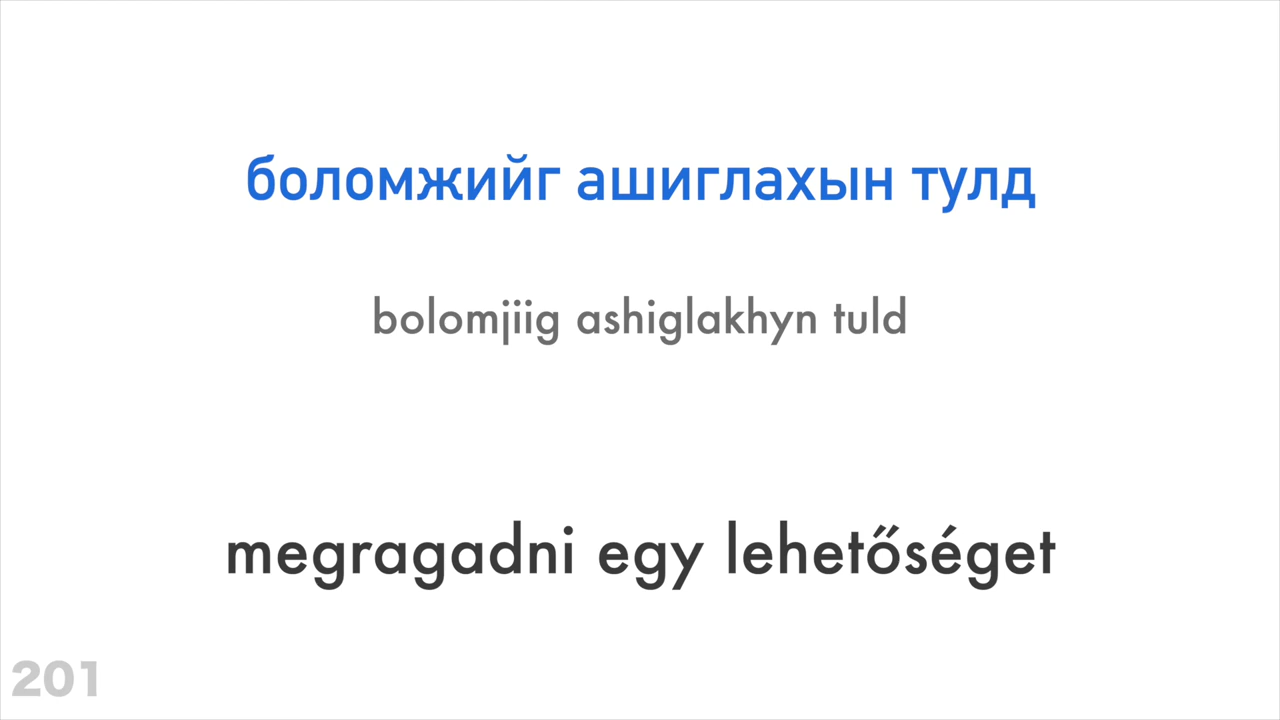 боломжийг ашиглахын тулд
bolomjiig ashiglakhyn tuld
megragadni egy lehetőséget
201